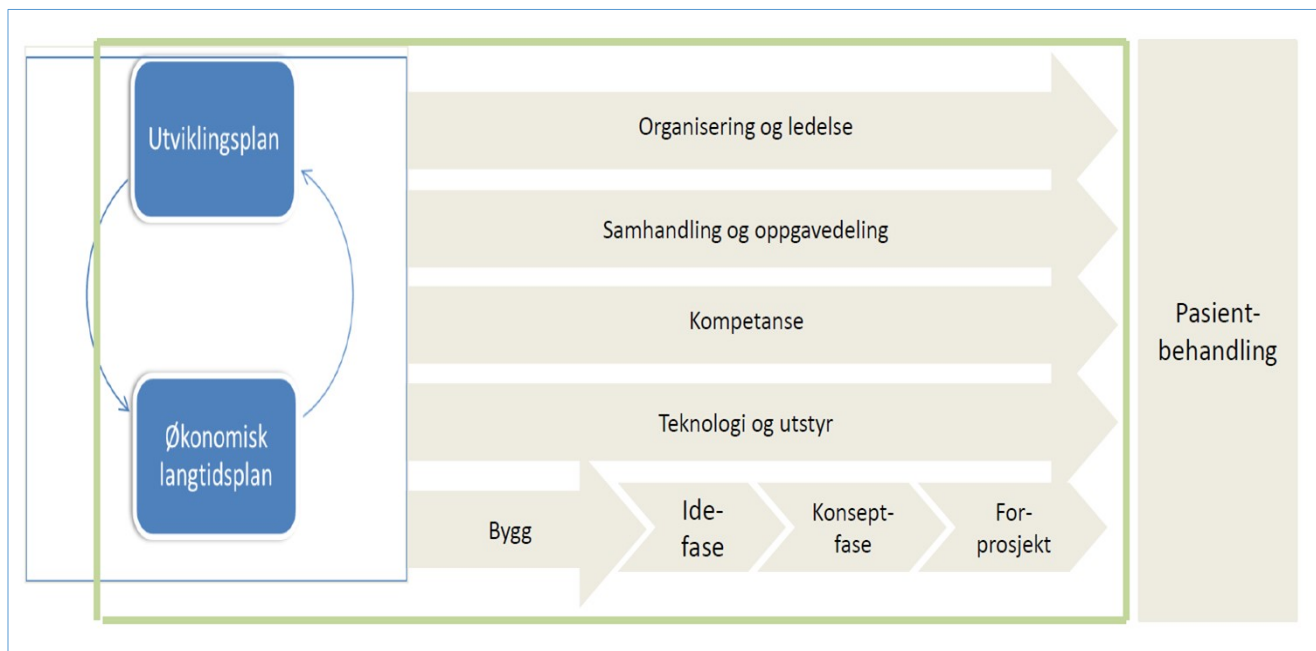 Utviklingsplan
Økonomisk
langtidsplan
Organisering og ledelse
Samhandling og oppgavedeling
Kompetanse
Teknologi og utstyr
Bygg
Ide-
fase
Konsept-
fase
For-
prosjekt
Pasient-
behandling